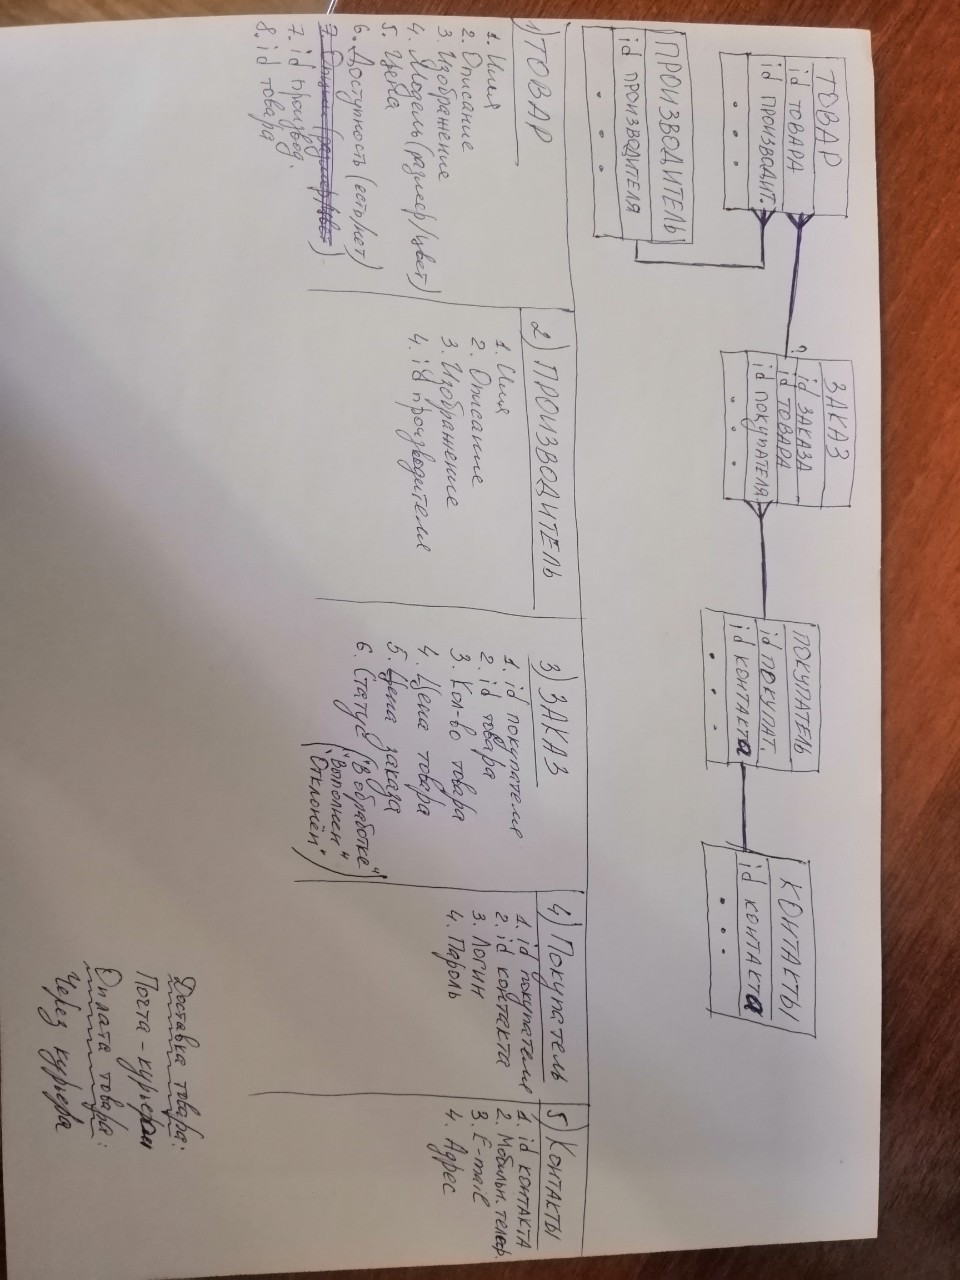 ТОВАР
id ТОВАРА
id ПРОИЗВОДИТ.
. . .
ПРОИЗВОДИТЕЛЬ
id ПРОИЗВОДИТЕЛЯ
. . .
ЗАКАЗ
id ЗАКАЗА
? id ТОВАРА
id ПОКУПАТЕЛЯ
. . .
ПОКУПАТЕЛЬ
id ПОКУПАТ.
id КОНТАКТа
. . .
КОНТАКТЫ
id КОНТАКТа
. . .
1) ТОВАР
1. Имя
2. Описание
3. Изображение
4. Модель (размер/цвет)
5. Цена
6. Доступность (есть/нет)
7. (размер/цвет)
7. id производ.
8. id товара
2) ПРОИЗВОДИТЕЛЬ
1. Имя
2. Описание
3. Изображение
4. id производителя
3) ЗАКАЗ
1. id покупателя
2. id товара
3. Кол-во товара
4. Цена товара
5. Цена заказа
6. Статус ("В обработке"
"Выполнен"
"Отклонён")
4) Покупатель
1. id покупателя
2. id контакта
3. Логин
4. Пароль
5) КОНТАКТЫ
1. id КОНТАКТА
2. Мобильн. телеф.
3. E-mail
4. Адрес
Доставка товара:
Почта - курьером
Оплата товара:
Через курьера